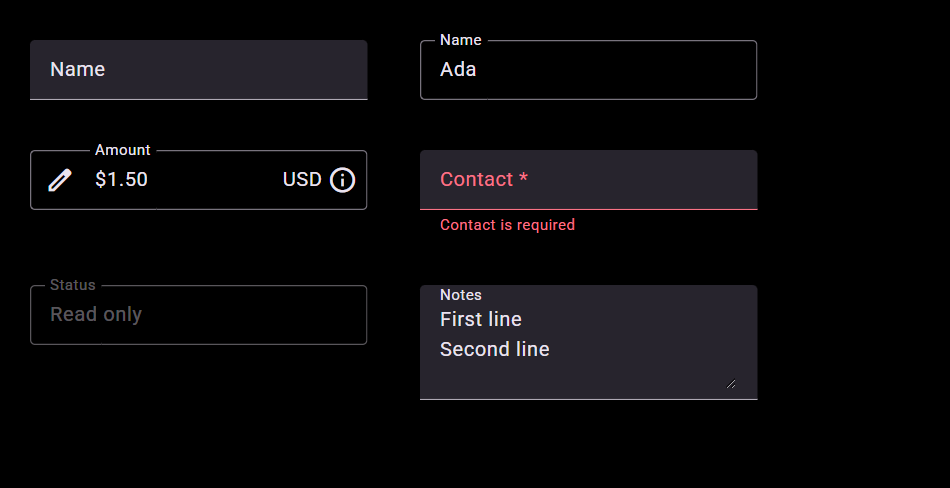 Name
Name
Ada
Amount
$1.50 USD
Contact *
Contact is required
Status
Read only
Notes
First line
Second line